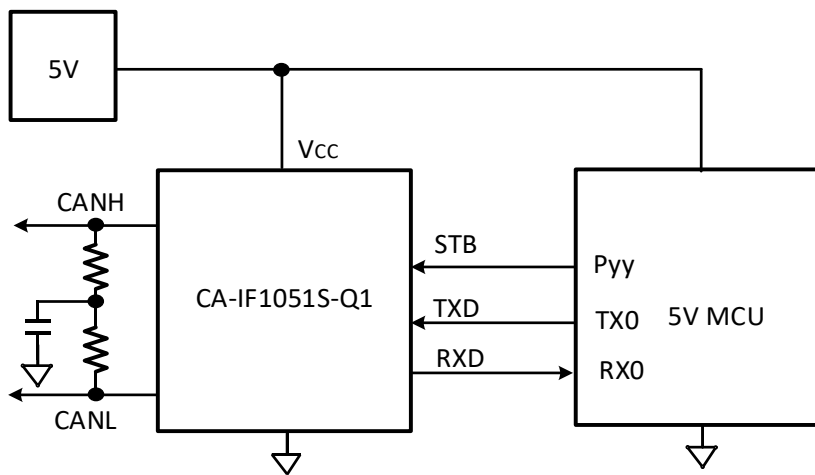 5V
VCC
CANH
STB
Pyy
CA-IF1051S-Q1
TXD
TX0
5V MCU
RXD
RX0
CANL